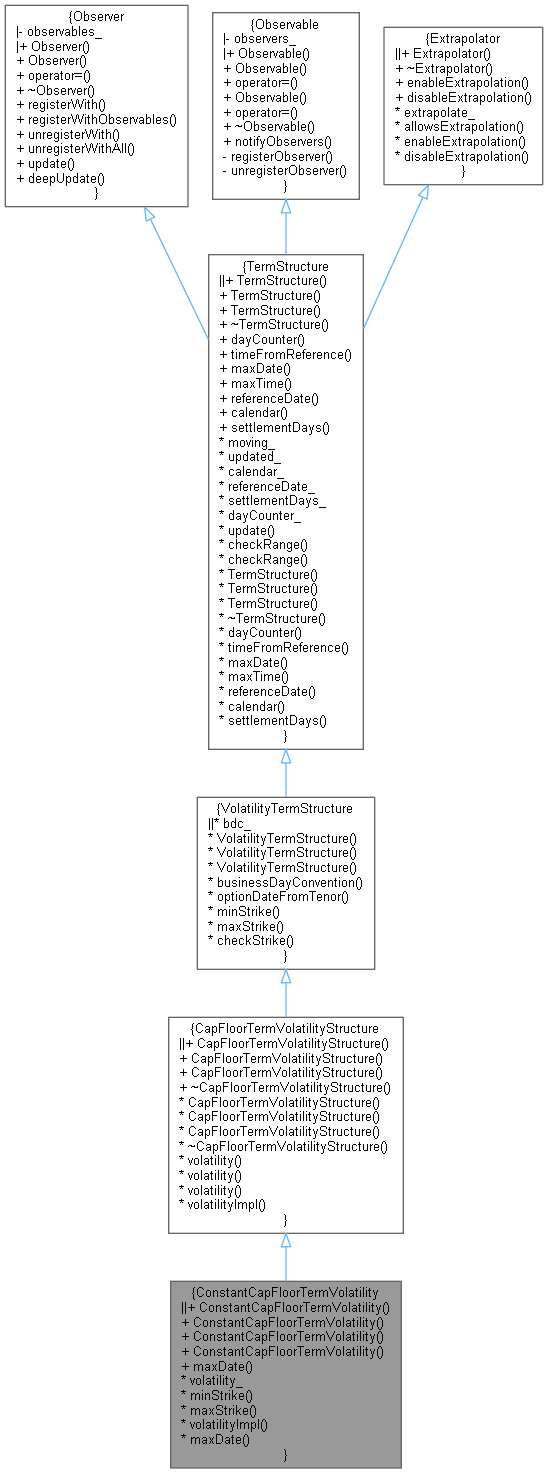 {Observer
|- observables_
|+ Observer()
+ Observer()
+ operator=()
+ ~Observer()
+ registerWith()
+ registerWithObservables()
+ unregisterWith()
+ unregisterWithAll()
+ update()
+ deepUpdate()
}
{Observable
|- observers_
|+ Observable()
+ Observable()
+ operator=()
+ Observable()
+ operator=()
+ ~Observable()
+ notifyObservers()
- registerObserver()
- unregisterObserver()
}
{Extrapolator
||+ Extrapolator()
+ ~Extrapolator()
+ enableExtrapolation()
+ disableExtrapolation()
* extrapolate_
* allowsExtrapolation()
* enableExtrapolation()
* disableExtrapolation()
}
{TermStructure
||+ TermStructure()
+ TermStructure()
+ TermStructure()
+ ~TermStructure()
+ dayCounter()
+ timeFromReference()
+ maxDate()
+ maxTime()
+ referenceDate()
+ calendar()
+ settlementDays()
* moving_
* updated_
* calendar_
* referenceDate_
* settlementDays_
* dayCounter_
* update()
* checkRange()
* checkRange()
* TermStructure()
* TermStructure()
* TermStructure()
* ~TermStructure()
* dayCounter()
* timeFromReference()
* maxDate()
* maxTime()
* referenceDate()
* calendar()
* settlementDays()
}
{VolatilityTermStructure
||* bdc_
* VolatilityTermStructure()
* VolatilityTermStructure()
* VolatilityTermStructure()
* businessDayConvention()
* optionDateFromTenor()
* minStrike()
* maxStrike()
* checkStrike()
}
{CapFloorTermVolatilityStructure
||+ CapFloorTermVolatilityStructure()
+ CapFloorTermVolatilityStructure()
+ CapFloorTermVolatilityStructure()
+ ~CapFloorTermVolatilityStructure()
* CapFloorTermVolatilityStructure()
* CapFloorTermVolatilityStructure()
* CapFloorTermVolatilityStructure()
* ~CapFloorTermVolatilityStructure()
* volatility()
* volatility()
* volatility()
* volatilityImpl()
}
{ConstantCapFloorTermVolatility
||+ ConstantCapFloorTermVolatility()
+ ConstantCapFloorTermVolatility()
+ ConstantCapFloorTermVolatility()
+ ConstantCapFloorTermVolatility()
+ maxDate()
* volatility_
* minStrike()
* maxStrike()
* volatilityImpl()
* maxDate()
}